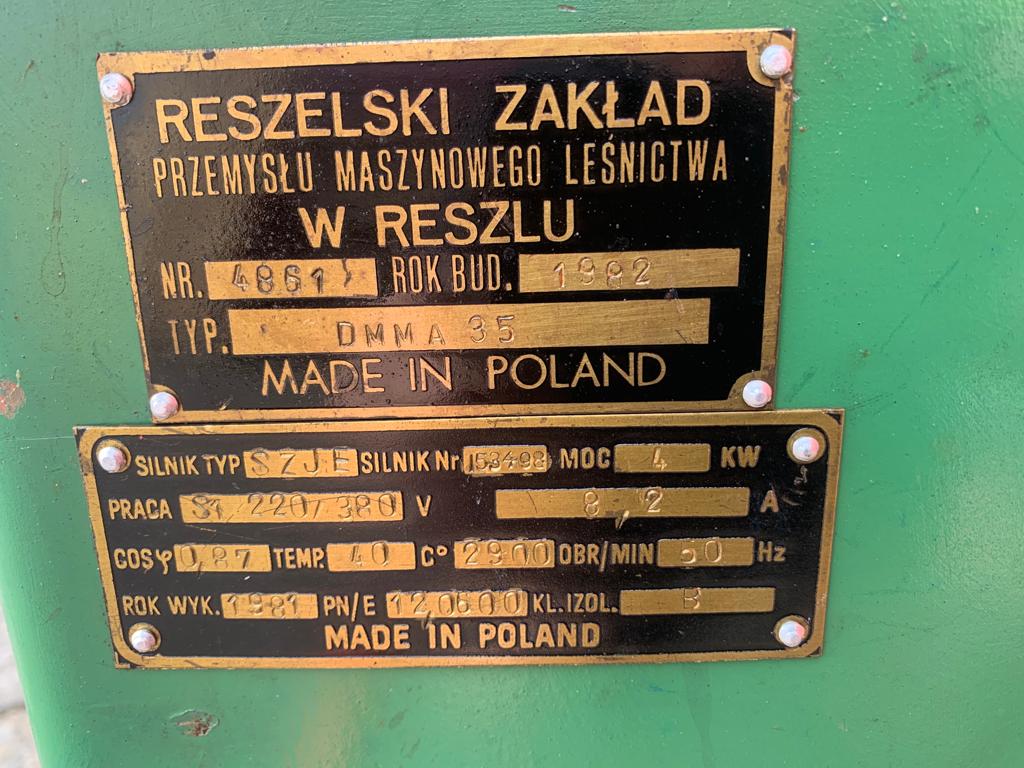 RESZELSKI ZAKŁAD
PRZEMYSŁU MASZYNOWEGO LEŚNICTWA
W RESZLU
NR. 4861 ROK BUD. 1982
TYP. DMMA 35
MADE IN POLAND
SILNIK TYP SZJE SILNIK Nr 153498 MOC 4 KW
PRACA S1 220/380 V 8,2 A
COS φ 0,87 TEMP. 40 C° 2900 OBR/MIN 50 Hz
ROK WYK. 1981 PN/E 120600 KL.IZOL. B
MADE IN POLAND